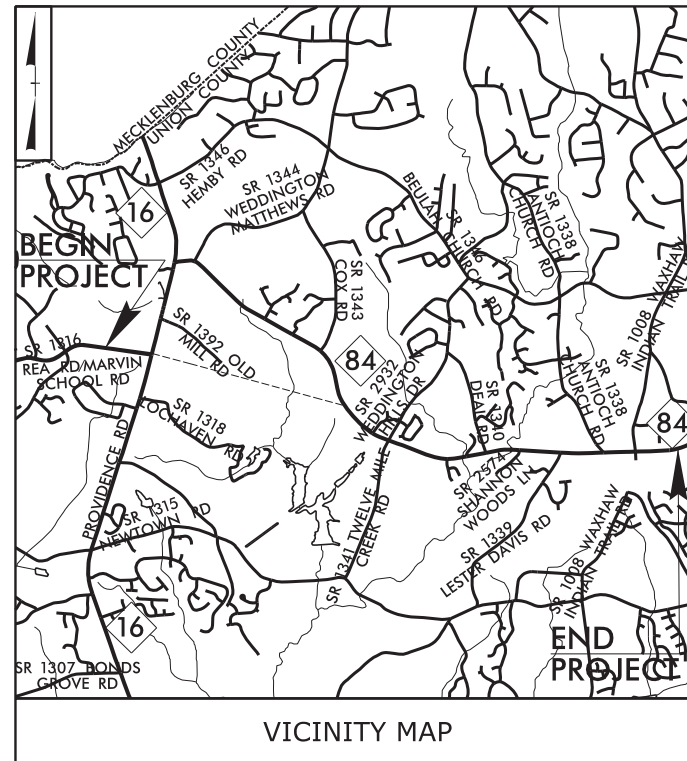 MECKLENBURG COUNTY
UNION COUNTY
SR 1346
HEMBY RD
SR 1344
WEDDINGTON
MATTHEWS RD
16
BEULAH CHURCH RD
SR 1346
SR 1338
ANTIOCH
CHURCH RD
BEGIN
PROJECT
SR 1343
COX RD
SR 1008 WAXHAW
INDIAN TRAIL
SR 1316
REA RD/MARVIN
SCHOOL RD
SR 1392 OLD
MILL RD
84
SR 2932
WEDDINGTON
HILLS DR
SR 1340
DEAL RD
SR 1338
ANTIOCH
CHURCH RD
84
SR 1318
LOCHAVEN RD
PROVIDENCE RD
SR 1315
NEWTOWN RD
SR 1341 TWELVE MILE
CREEK RD
SR 2574
SHANNON
WOODS LN
SR 1339
LESTER DAVIS RD
SR 1008 WAXHAW
INDIAN TRAIL RD
16
END
PROJECT
SR 1307 BONDS
GROVE RD
VICINITY MAP